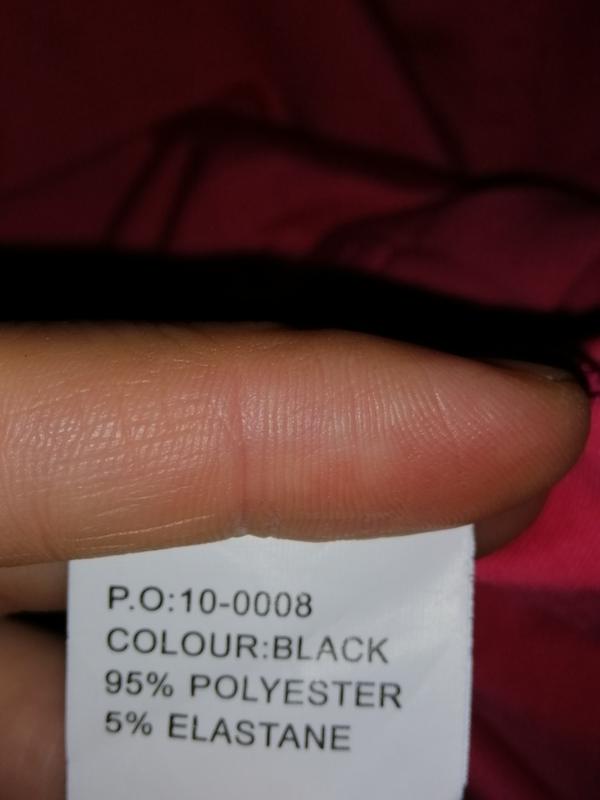 P.O:10-0008
COLOUR:BLACK
95% POLYESTER
5% ELASTANE